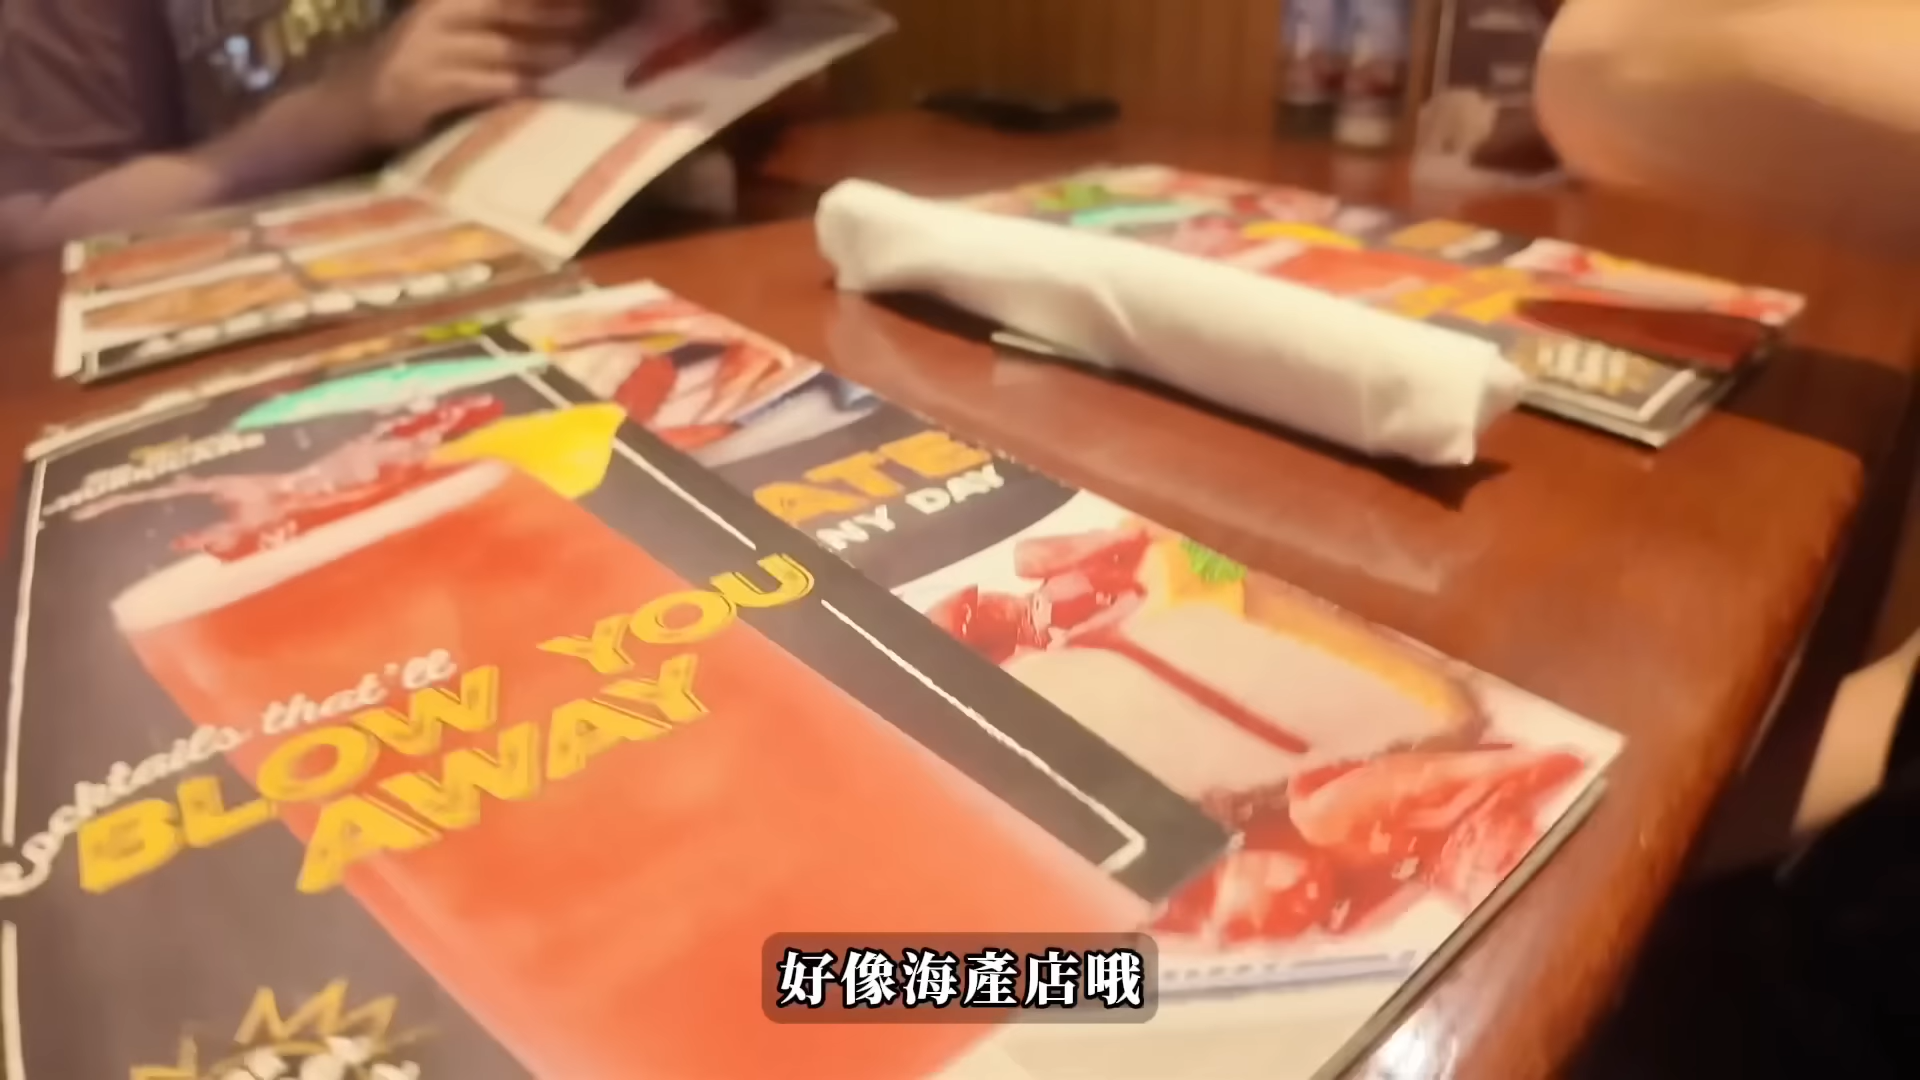 ATE
NY DAY
Cocktails that'll
BLOW YOU
AWAY
好像海產店哦